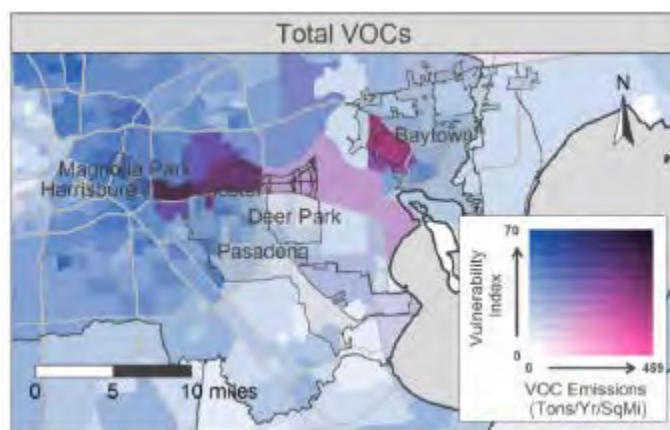 Total VOCs
N
Baytown
Magnolia Park
Harrisburg
Deer Park
Pasadena
70
Vulnerability
Index
0
0
459
VOC Emissions
(Tons/Yr/SqMi)
0 5 10 miles